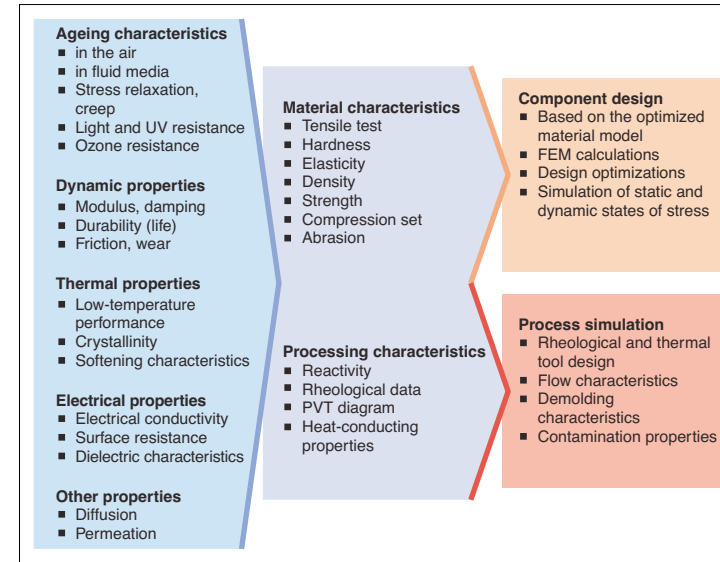 Ageing characteristics
■ in the air
■ in fluid media
■ Stress relaxation,
creep
■ Light and UV resistance
■ Ozone resistance
Dynamic properties
■ Modulus, damping
■ Durability (life)
■ Friction, wear
Thermal properties
■ Low-temperature
performance
■ Crystallinity
■ Softening characteristics
Electrical properties
■ Electrical conductivity
■ Surface resistance
■ Dielectric characteristics
Other properties
■ Diffusion
■ Permeation
Material characteristics
■ Tensile test
■ Hardness
■ Elasticity
■ Density
■ Strength
■ Compression set
■ Abrasion
Processing characteristics
■ Reactivity
■ Rheological data
■ PVT diagram
■ Heat-conducting
properties
Component design
■ Based on the optimized
material model
■ FEM calculations
■ Design optimizations
■ Simulation of static and
dynamic states of stress
Process simulation
■ Rheological and thermal
tool design
■ Flow characteristics
■ Demolding
characteristics
■ Contamination properties